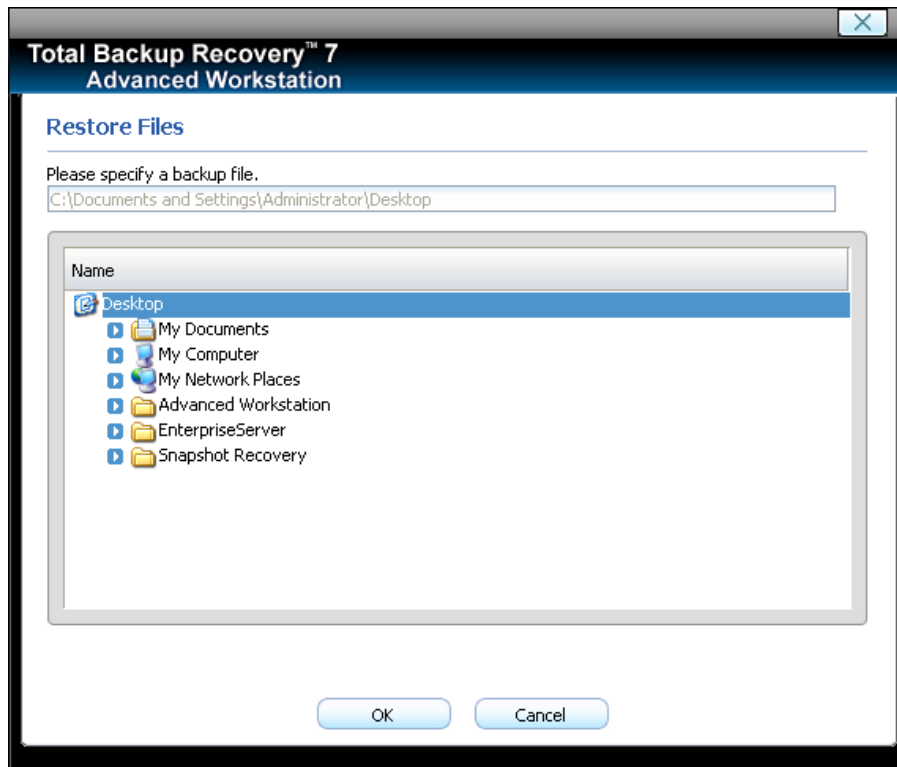 Total Backup Recovery™ 7
Advanced Workstation
Restore Files
Please specify a backup file.
C:\Documents and Settings\Administrator\Desktop
Name
Desktop
My Documents
My Computer
My Network Places
Advanced Workstation
EnterpriseServer
Snapshot Recovery
OK Cancel